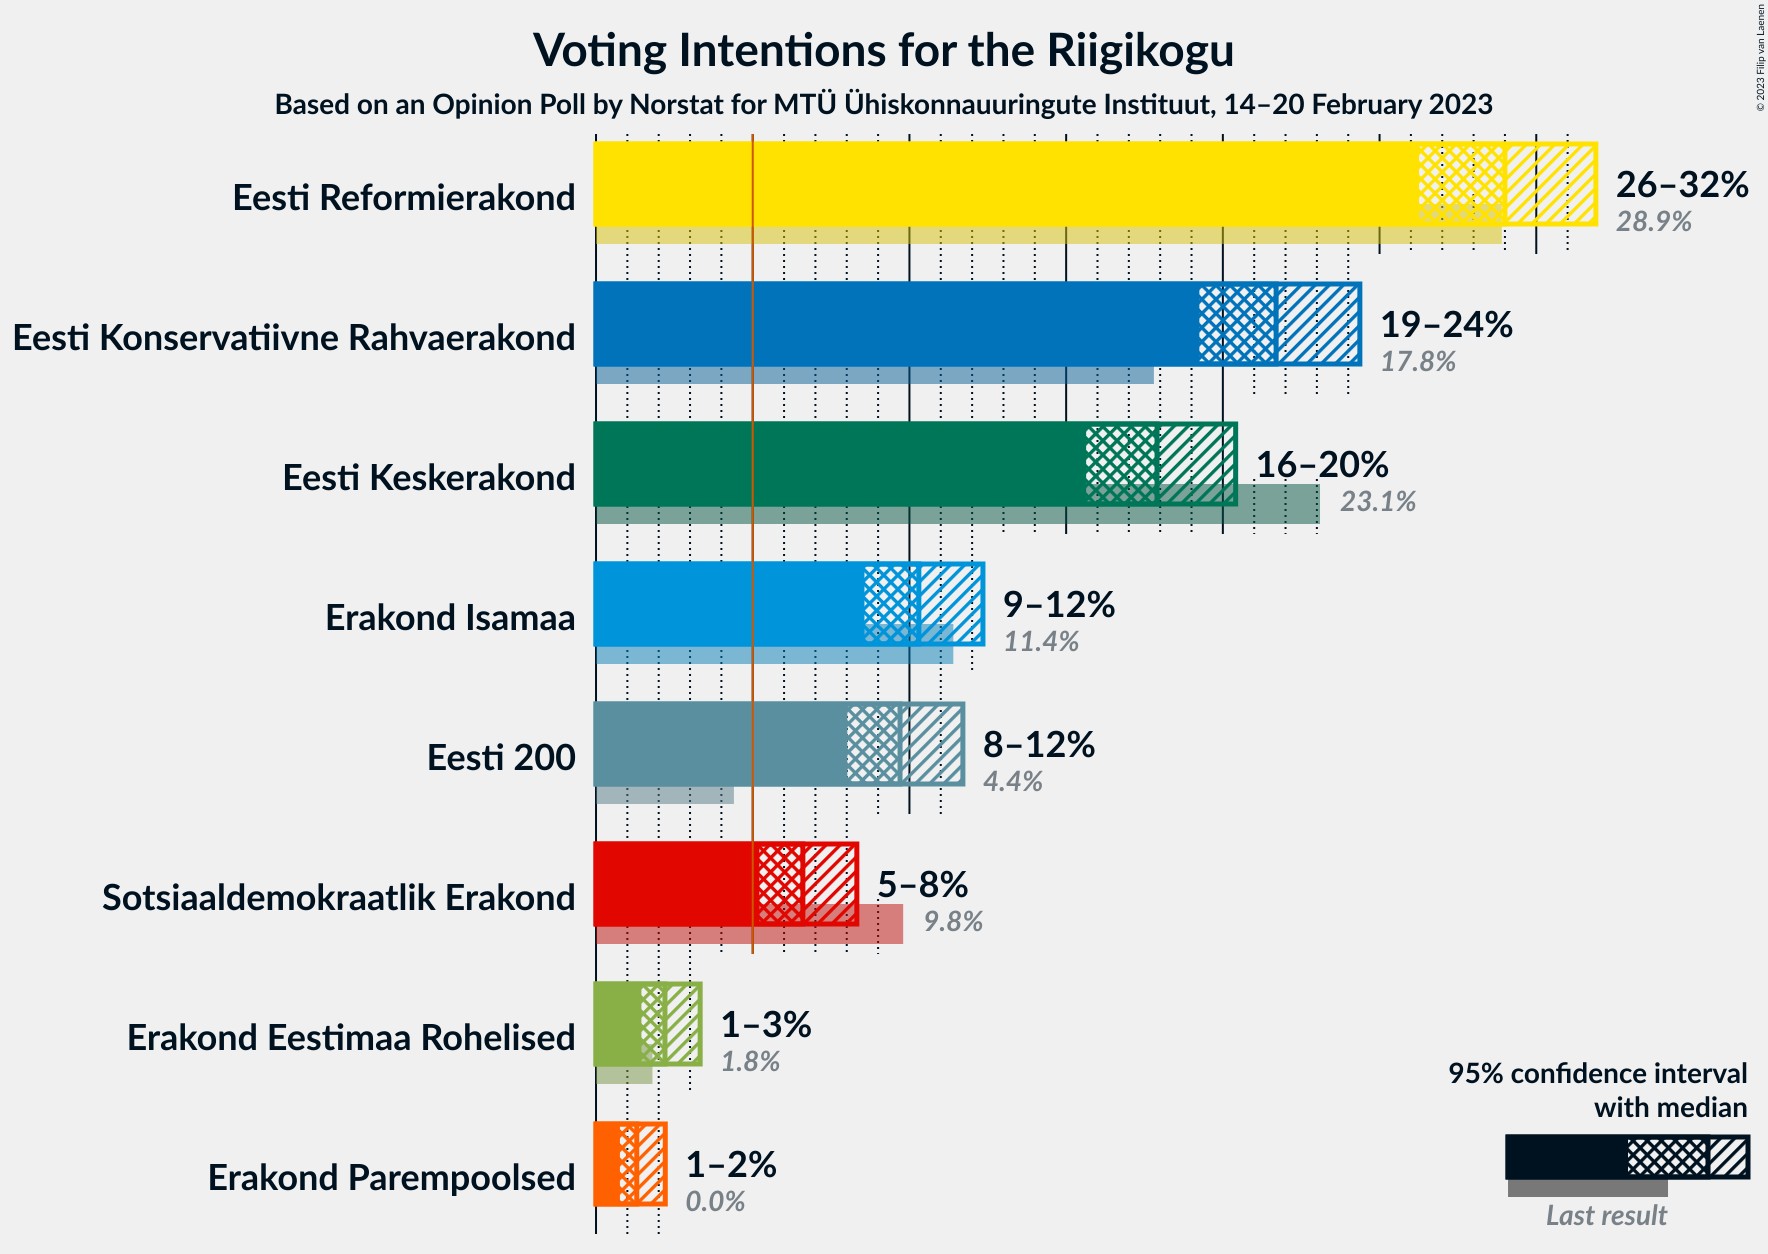 Voting Intentions for the Riigikogu
Based on an Opinion Poll by Norstat for MTÜ Ühiskonnauuringute Instituut, 14–20 February 2023
© 2023 Filip van Laenen
Eesti Reformierakond
26–32%
28.9%
Eesti Konservatiivne Rahvaerakond
19–24%
17.8%
Eesti Keskerakond
16–20%
23.1%
Erakond Isamaa
9–12%
11.4%
Eesti 200
8–12%
4.4%
Sotsiaaldemokraatlik Erakond
5–8%
9.8%
Erakond Eestimaa Rohelised
1–3%
1.8%
Erakond Parempoolsed
1–2%
0.0%
95% confidence interval
with median
Last result